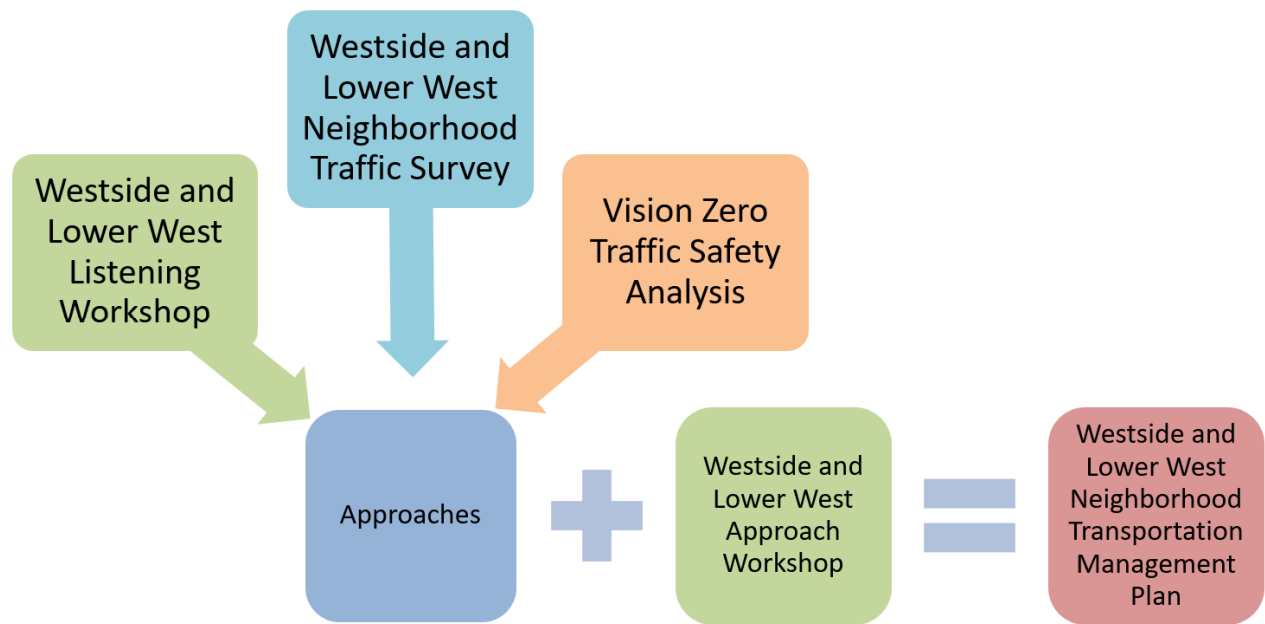 Westside and
Lower West
Listening
Workshop
Westside and
Lower West
Neighborhood
Traffic Survey
Vision Zero
Traffic Safety
Analysis
Approaches
Westside and
Lower West
Approach
Workshop
Westside and
Lower West
Neighborhood
Transportation
Management
Plan